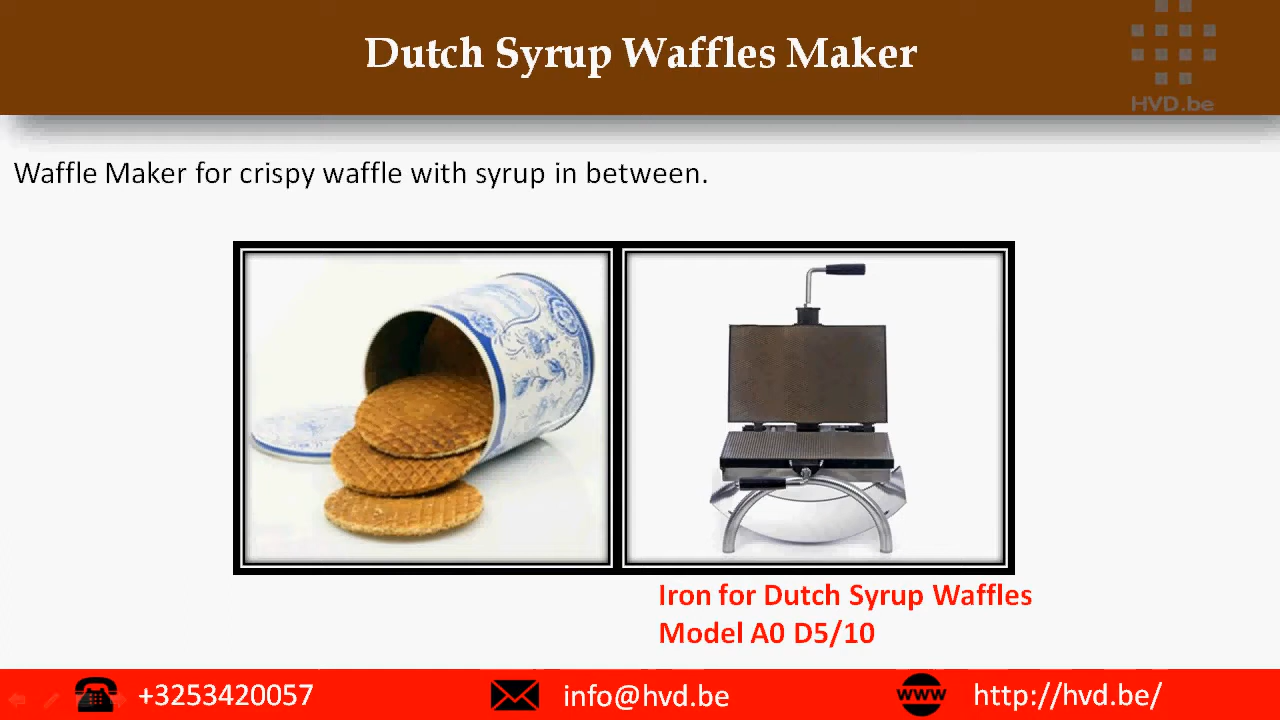 Dutch Syrup Waffles Maker
HVD.be
Waffle Maker for crispy waffle with syrup in between.
Iron for Dutch Syrup Waffles
Model A0 D5/10
+3253420057
info@hvd.be
www
http://hvd.be/